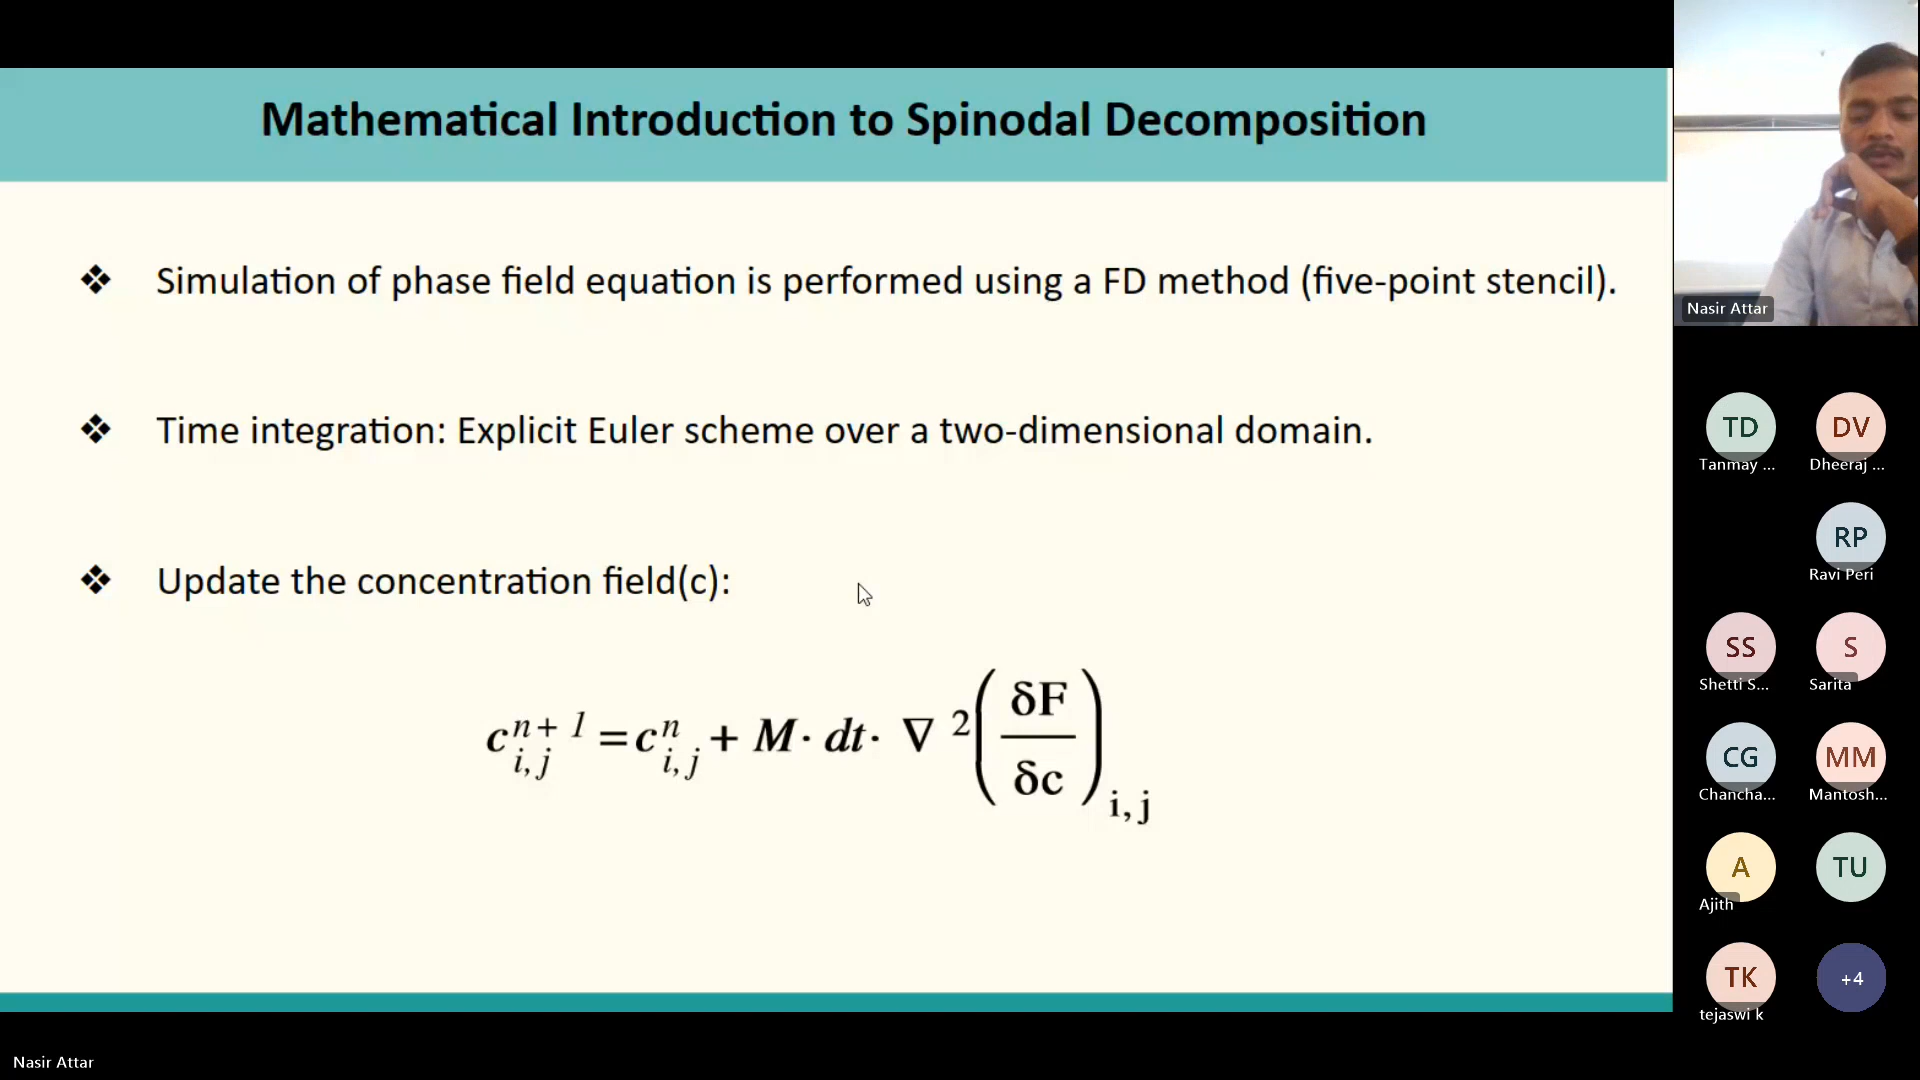 Mathematical Introduction to Spinodal Decomposition
❖ Simulation of phase field equation is performed using a FD method (five-point stencil).
❖ Time integration: Explicit Euler scheme over a two-dimensional domain.
❖ Update the concentration field(c):
c_{i,j}^{n+1} = c_{i,j}^{n} + M· dt· ∇ ² (δF/δc)_{i,j}
Nasir Attar
TD
Tanmay ...
DV
Dheeraj ...
RP
Ravi Peri
SS
Shetti S...
S
Sarita
CG
Chancha...
MM
Mantosh...
A
Ajith
TU
TK
tejaswi k
+4
Nasir Attar